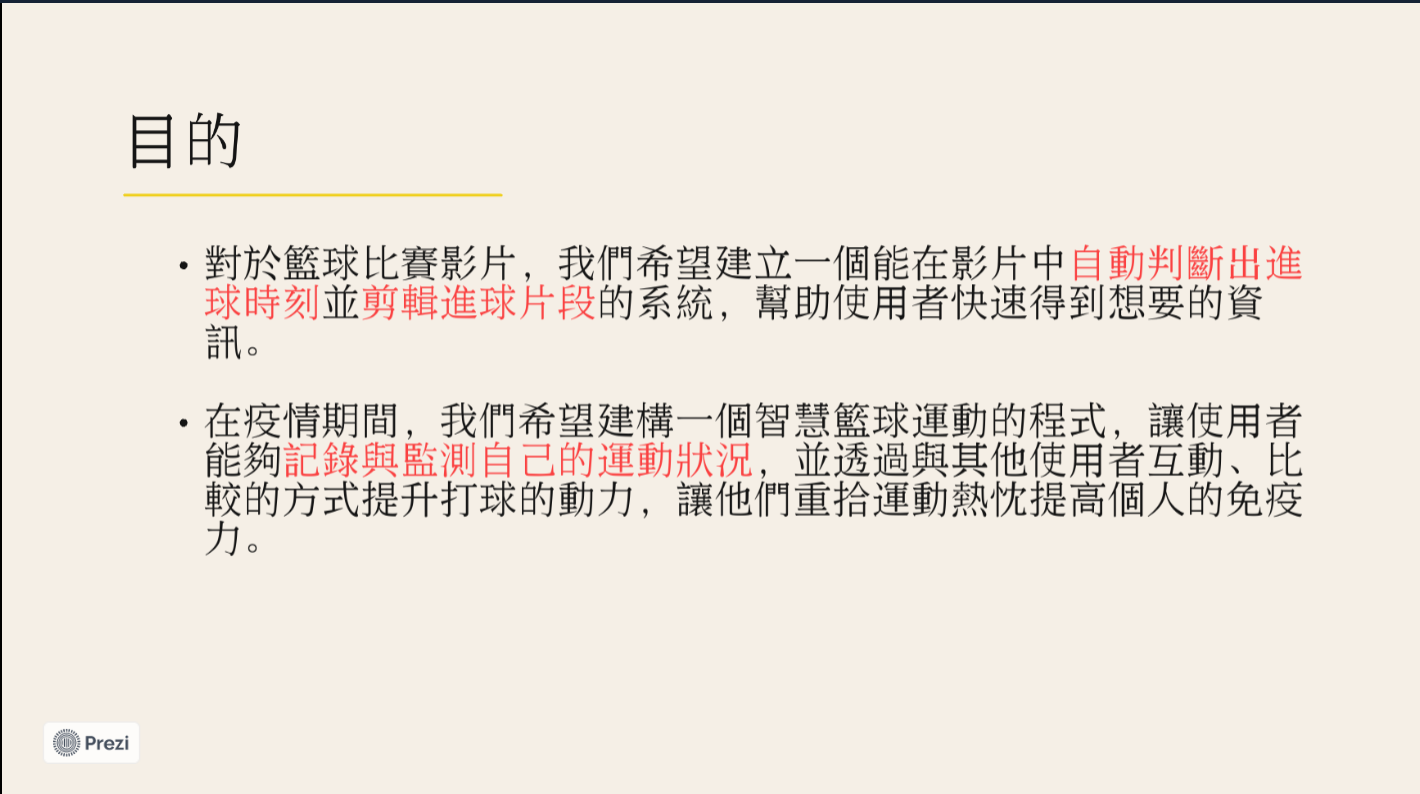 目的
• 對於籃球比賽影片，我們希望建立一個能在影片中自動判斷出進
球時刻並剪輯進球片段的系統，幫助使用者快速得到想要的資
訊。
• 在疫情期間，我們希望建構一個智慧籃球運動的程式，讓使用者
能夠記錄與監測自己的運動狀況，並透過與其他使用者互動、比
較的方式提升打球的動力，讓他們重拾運動熱忱提高個人的免疫
力。
Prezi